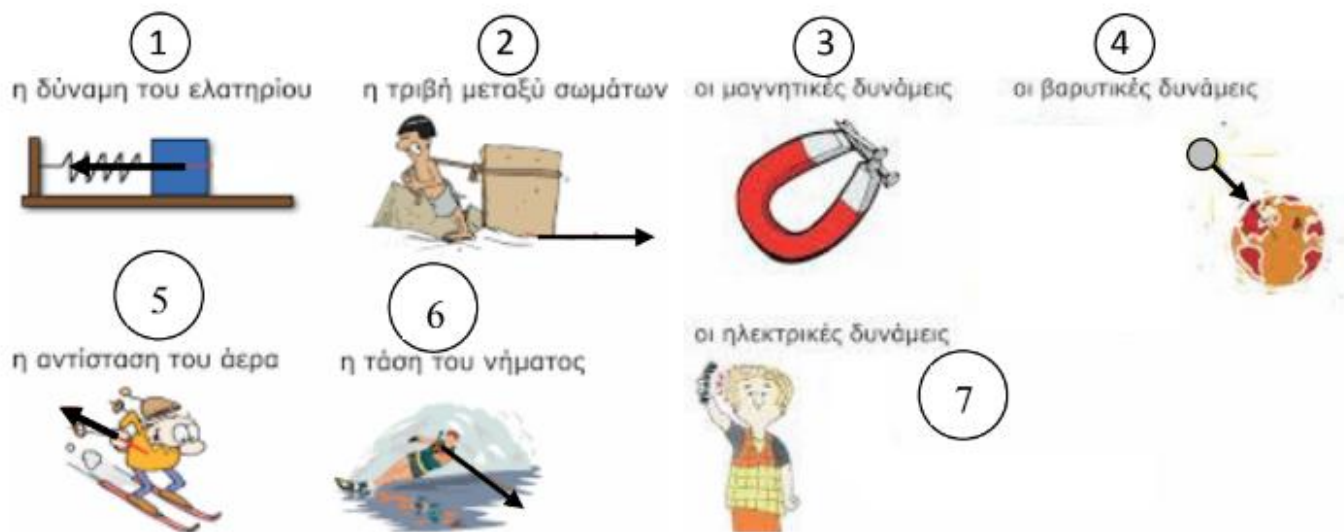 1
η δύναμη του ελατηρίου
2
η τριβή μεταξύ σωμάτων
3
οι μαγνητικές δυνάμεις
4
οι βαρυτικές δυνάμεις
5
η αντίσταση του άερα
6
η τάση του νήματος
οι ηλεκτρικές δυνάμεις
7